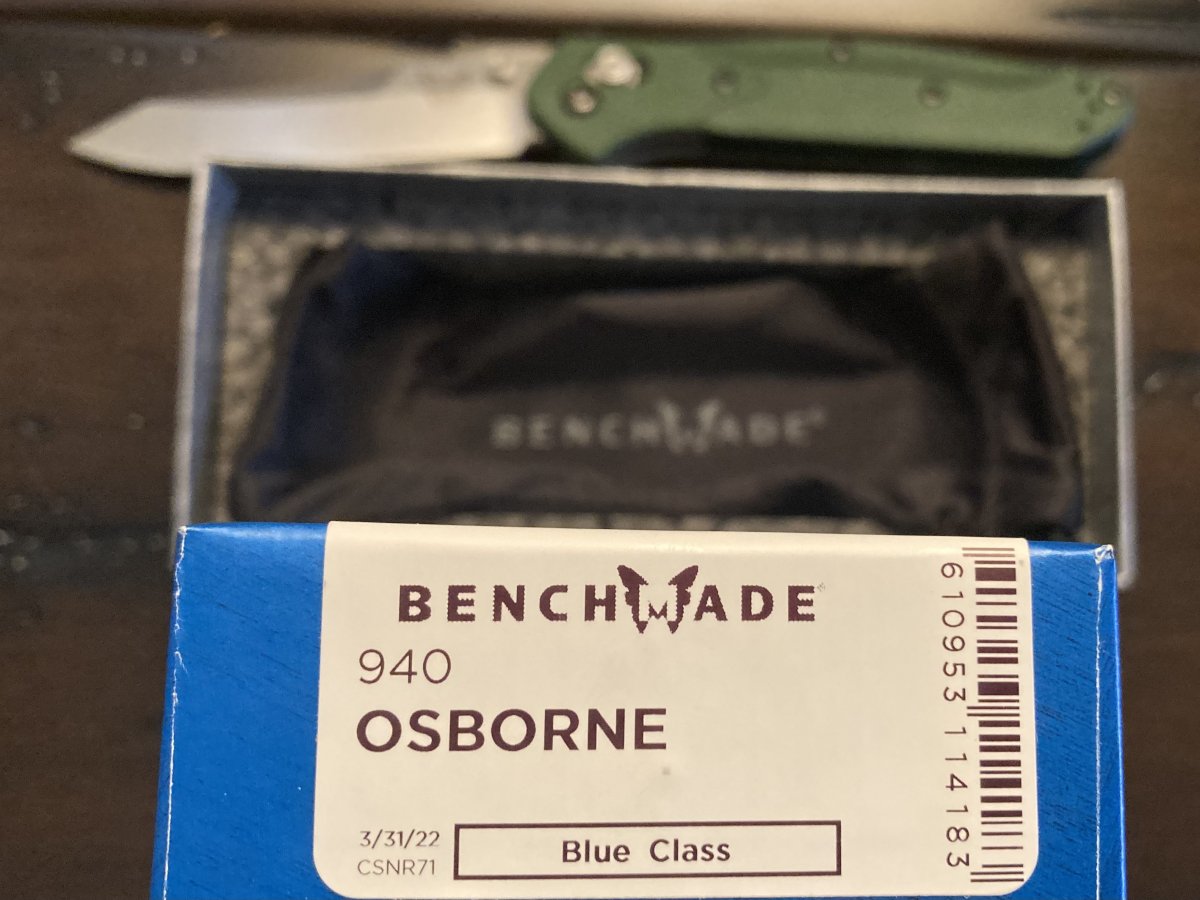 BENCHMADE
BENCHMADE
940
OSBORNE
3/31/22
CSNR71
Blue Class
610953 114183